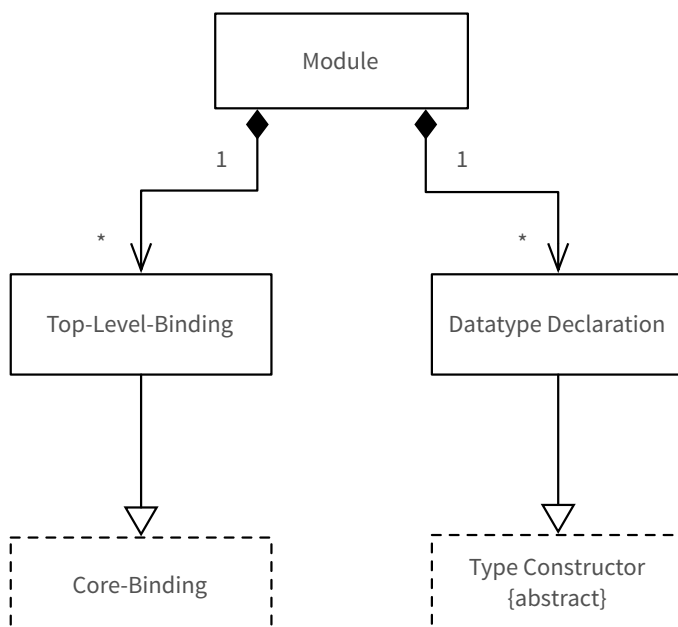 Module
1
1
*
*
Top-Level-Binding
Datatype Declaration
Core-Binding
Type Constructor
{abstract}